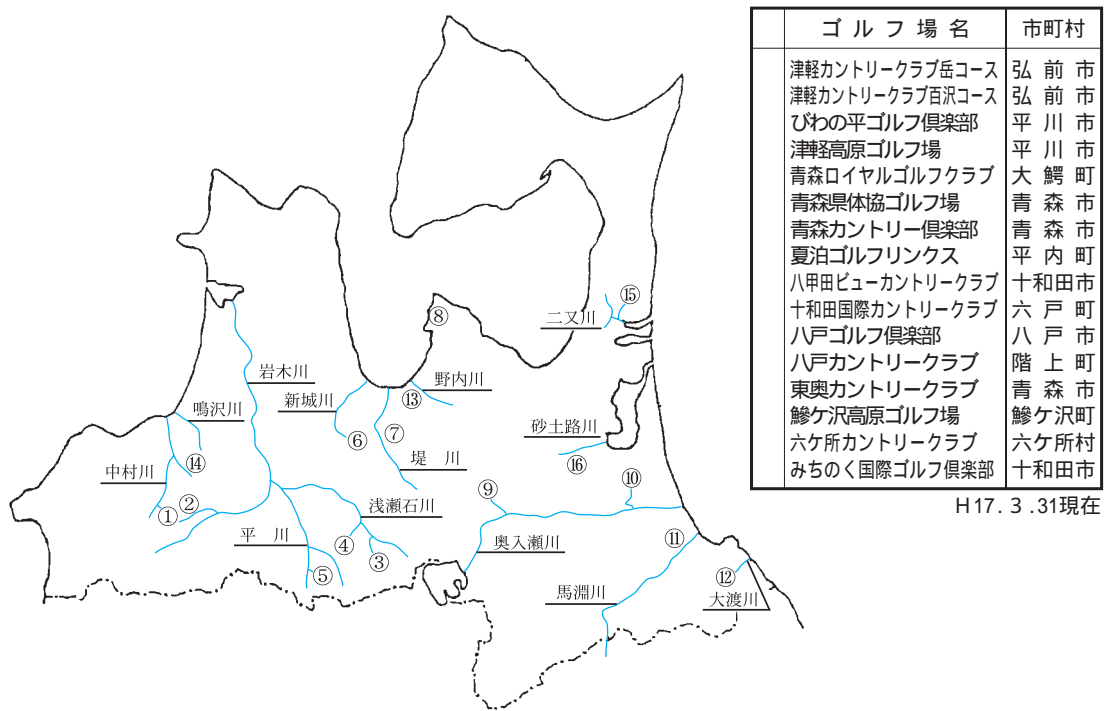 ゴルフ場名 市町村
津軽カントリークラブ岳コース 弘前市
津軽カントリークラブ百沢コース 弘前市
びわの平ゴルフ倶楽部 平川市
津軽高原ゴルフ場 平川市
青森ロイヤルゴルフクラブ 大鰐町
青森県体協ゴルフ場 青森市
青森カントリー倶楽部 青森市
夏泊ゴルフリンクス 平内町
八甲田ビューカントリークラブ 十和田市
十和田国際カントリークラブ 六戸町
八戸ゴルフ倶楽部 八戸市
八戸カントリークラブ 階上町
東奥カントリークラブ 青森市
鰺ケ沢高原ゴルフ場 鰺ケ沢町
六ケ所カントリークラブ 六ケ所村
みちのく国際ゴルフ倶楽部 十和田市
H17.3.31現在
⑮
二又川
⑧
岩木川
野内川
新城川
⑬
鳴沢川
⑥
⑦
砂土路川
⑭
堤川
⑯
中村川
⑨
⑩
①
②
浅瀬石川
平川
④
③
奥入瀬川
⑪
⑤
⑫
馬淵川
大渡川